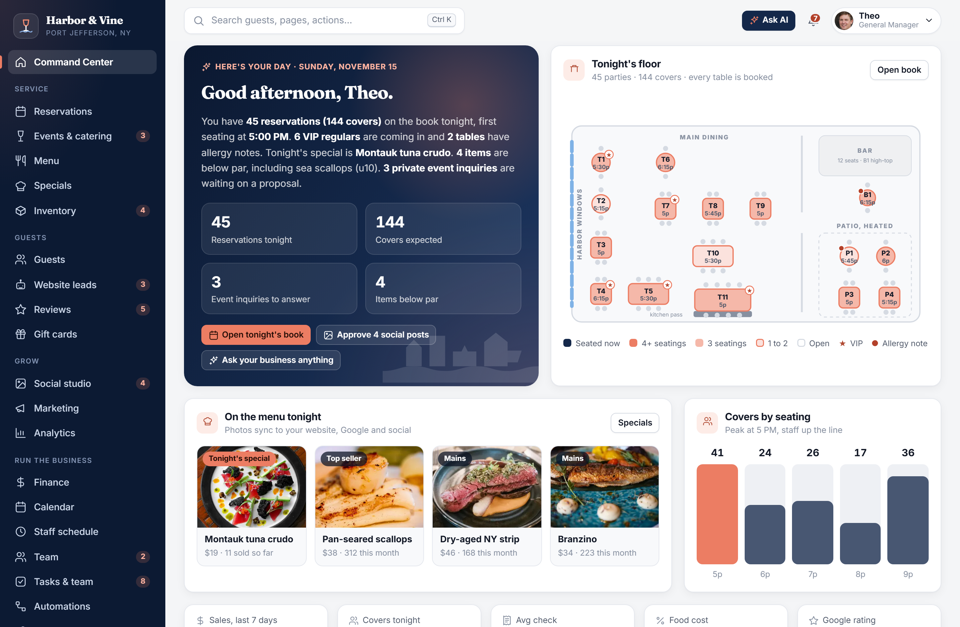 Harbor & Vine
PORT JEFFERSON, NY
Command Center
SERVICE
Reservations
Events & catering 3
Menu
Specials
Inventory 4
GUESTS
Guests
Website leads 3
Reviews 5
Gift cards
GROW
Social studio 4
Marketing
Analytics
RUN THE BUSINESS
Finance
Calendar
Staff schedule
Team 2
Tasks & team 8
Automations
Search guests, pages, actions...
Ctrl K
Ask AI
7
Theo
General Manager
HERE'S YOUR DAY · SUNDAY, NOVEMBER 15
Good afternoon, Theo.
You have 45 reservations (144 covers) on the book tonight, first
seating at 5:00 PM. 6 VIP regulars are coming in and 2 tables have
allergy notes. Tonight's special is Montauk tuna crudo. 4 items are
below par, including sea scallops (u10). 3 private event inquiries are
waiting on a proposal.
45
Reservations tonight
144
Covers expected
3
Event inquiries to answer
4
Items below par
Open tonight's book
Approve 4 social posts
Ask your business anything
Tonight's floor
45 parties · 144 covers · every table is booked
Open book
MAIN DINING
HARBOR WINDOWS
BAR
12 seats · B1 high-top
PATIO, HEATED
T1
5:30p
T6
6:15p
T2
5:15p
T7
5p
T8
5:45p
T9
5p
B1
6:15p
T3
5p
T10
5:30p
P1
5:45p
P2
6p
T4
6:15p
T5
5:30p
T11
5p
P3
5p
P4
5:15p
kitchen pass
Seated now
4+ seatings
3 seatings
1 to 2
Open
VIP
Allergy note
On the menu tonight
Photos sync to your website, Google and social
Specials
Tonight's special
Montauk tuna crudo
$19 · 11 sold so far
Top seller
Pan-seared scallops
$38 · 312 this month
Mains
Dry-aged NY strip
$46 · 168 this month
Mains
Branzino
$34 · 223 this month
Covers by seating
Peak at 5 PM, staff up the line
41 24 26 17 36
5p 6p 7p 8p 9p
Sales, last 7 days
Covers tonight
Avg check
Food cost
Google rating